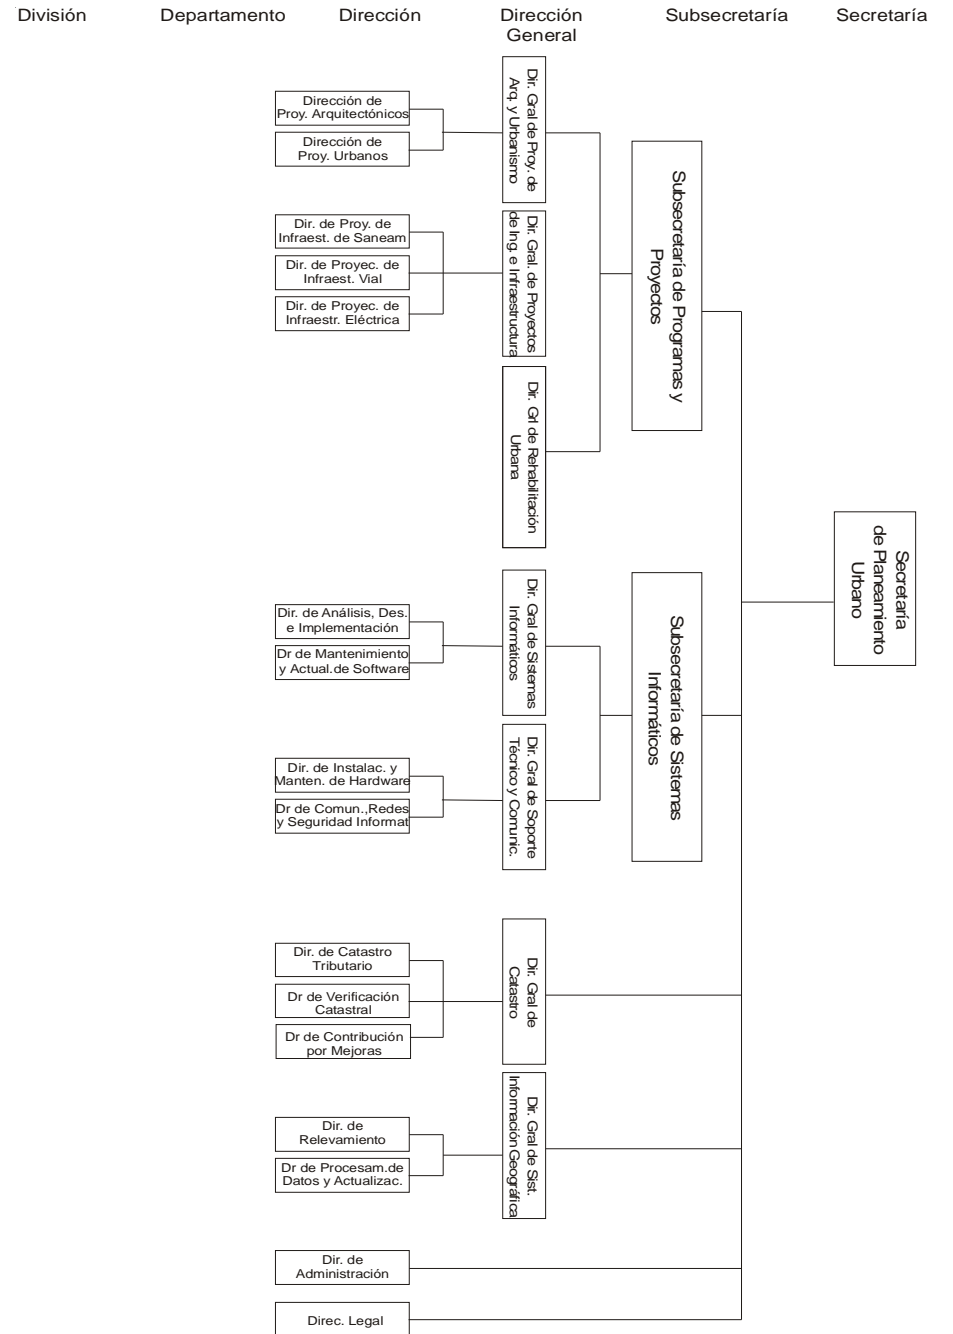 División
Departamento
Dirección
Dirección
General
Subsecretaría
Secretaría
Dir. Gral de Proy. de
Arq. y Urbanismo
Dirección de
Proy. Arquitectónicos
Dirección de
Proy. Urbanos
Subsecretaría de Programas y
Proyectos
Dir. Gral. de Proyectos
de Ing. e Infraestructura
Dir. de Proy. de
Infraest. de Saneam
Dir. de Proyec. de
Infraest. Vial
Dir. de Proyec. de
Infraestr. Eléctrica
Dir. Grl de Rehabilitación
Urbana
Secretaría
de Planeamiento
Urbano
Dir. Gral de Sistemas
Informáticos
Dir. de Análisis, Des.
e Implementación
Dr de Mantenimiento
y Actual.de Software
Subsecretaría de Sistemas
Informáticos
Dir. Gral de Soporte
Técnico y Comunic.
Dir. de Instalac. y
Manten. de Hardware
Dr de Comun.,Redes
y Seguridad Informat
Dir. Gral de
Catastro
Dir. de Catastro
Tributario
Dr de Verificación
Catastral
Dr de Contribución
por Mejoras
Dir. Gral de Sist.
Información Geográfica
Dir. de
Relevamiento
Dr de Procesam.de
Datos y Actualizac.
Dir. de
Administración
Direc. Legal